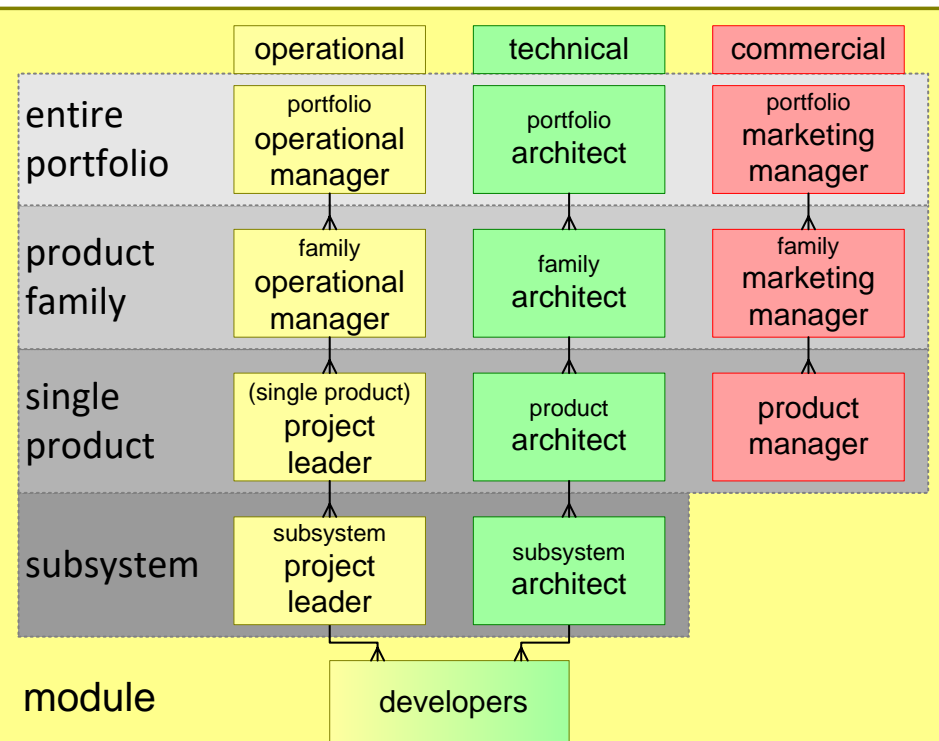 operational
technical
commercial
entire
portfolio
portfolio
operational
manager
portfolio
architect
portfolio
marketing
manager
product
family
family
operational
manager
family
architect
family
marketing
manager
single
product
(single product)
project
leader
product
architect
product
manager
subsystem
subsystem
project
leader
subsystem
architect
module
developers